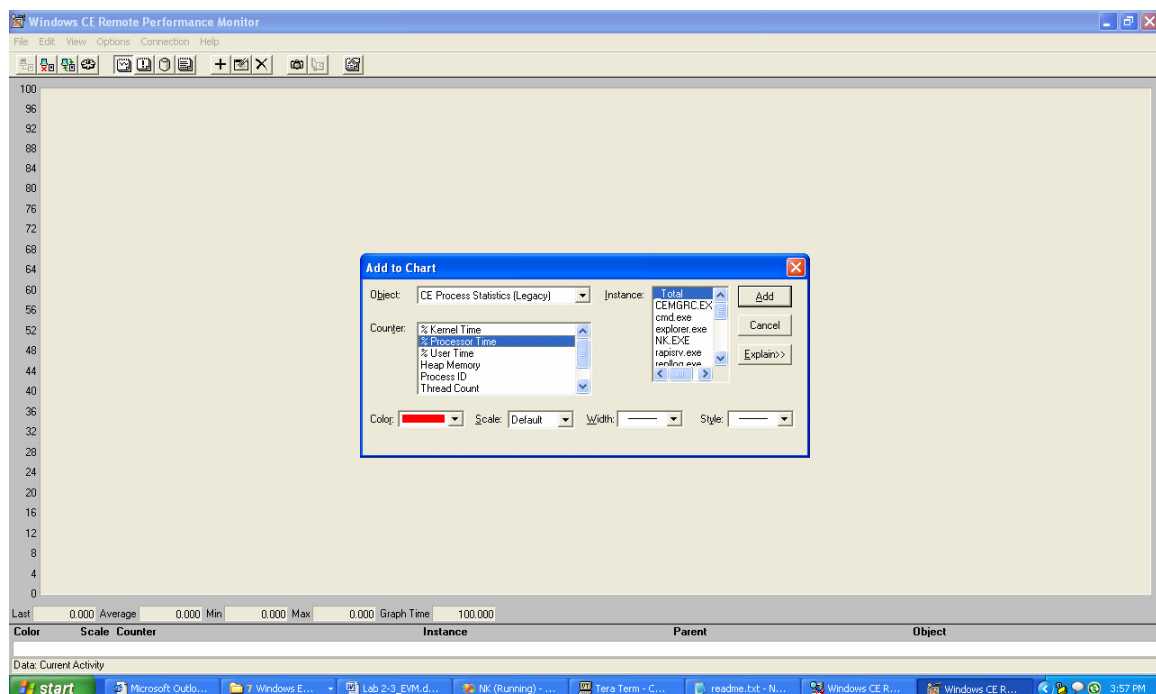 Windows CE Remote Performance Monitor
File Edit View Options Connection Help
100
96
92
88
84
80
76
72
68
64
60
56
52
48
44
40
36
32
28
24
20
16
12
8
4
0
Add to Chart
Object: CE Process Statistics (Legacy)
Counter:
% Kernel Time
% Processor Time
% User Time
Heap Memory
Process ID
Thread Count
Instance:
_Total
CEMGRC.EX
cmd.exe
explorer.exe
NK.EXE
rapisrv.exe
repllog.exe
Add
Cancel
Explain>>
Color: Scale: Default Width: Style:
Last 0.000 Average 0.000 Min 0.000 Max 0.000 Graph Time 100.000
Color Scale Counter Instance Parent Object
Data: Current Activity
start Microsoft Outlo... 7 Windows E... Lab 2-3_EVM.d... NK (Running) - ... Tera Term - C... readme.txt - N... Windows CE R... Windows CE R... 3:57 PM